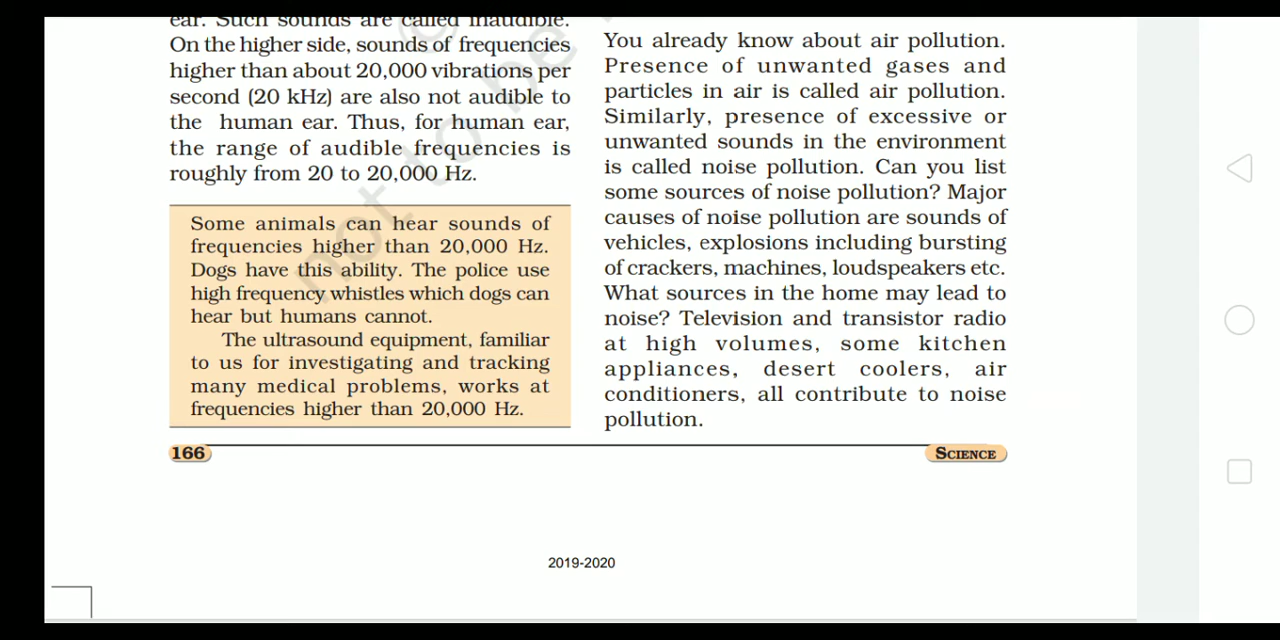 ear. Such sounds are called inaudible.
On the higher side, sounds of frequencies
higher than about 20,000 vibrations per
second (20 kHz) are also not audible to
the human ear. Thus, for human ear,
the range of audible frequencies is
roughly from 20 to 20,000 Hz.
Some animals can hear sounds of
frequencies higher than 20,000 Hz.
Dogs have this ability. The police use
high frequency whistles which dogs can
hear but humans cannot.
The ultrasound equipment, familiar
to us for investigating and tracking
many medical problems, works at
frequencies higher than 20,000 Hz.
You already know about air pollution.
Presence of unwanted gases and
particles in air is called air pollution.
Similarly, presence of excessive or
unwanted sounds in the environment
is called noise pollution. Can you list
some sources of noise pollution? Major
causes of noise pollution are sounds of
vehicles, explosions including bursting
of crackers, machines, loudspeakers etc.
What sources in the home may lead to
noise? Television and transistor radio
at high volumes, some kitchen
appliances, desert coolers, air
conditioners, all contribute to noise
pollution.
166
SCIENCE
2019-2020
© not to be